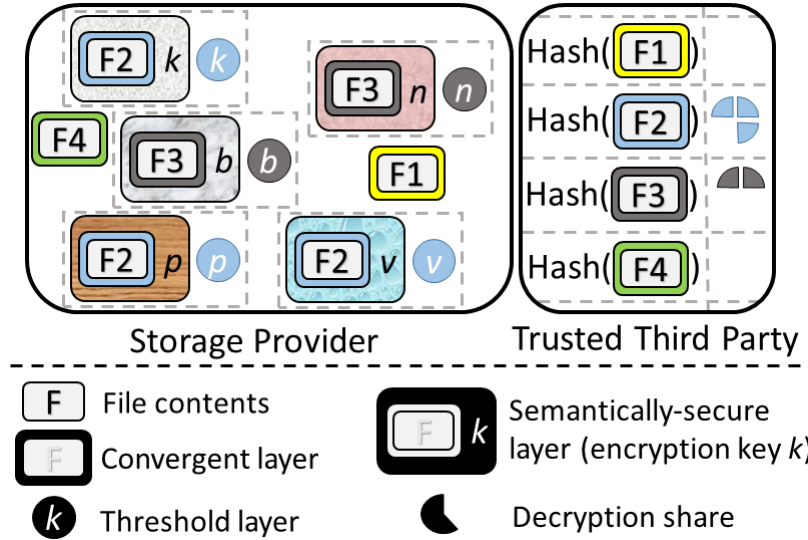 F2 k k
F3 n n
F4
F3 b b
F1
F2 p p
F2 v v
Hash( F1 )
Hash( F2 )
Hash( F3 )
Hash( F4 )
Storage Provider
Trusted Third Party
F File contents
F Convergent layer
k Threshold layer
F k Semantically-secure
layer (encryption key k)
Decryption share